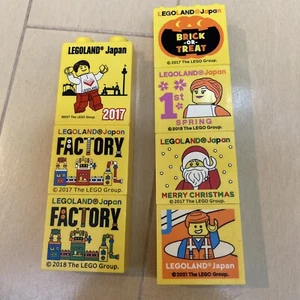 LEGOLAND® Japan
2017
©2017 The LEGO Group.
LEGOLAND® Japan
FACTORY
©2017 The LEGO Group.
LEGOLAND® Japan
FACTORY
©2018 The LEGO Group.
BRICK
-OR-
TREAT
©2017 The LEGO Group.
LEGOLAND® Japan
1st
SPRING
©2018 The LEGO Group.
LEGOLAND® Japan
MERRY CHRISTMAS
©2017 The LEGO Group.
LEGOLAND® Japan
©2021 The LEGO Group.